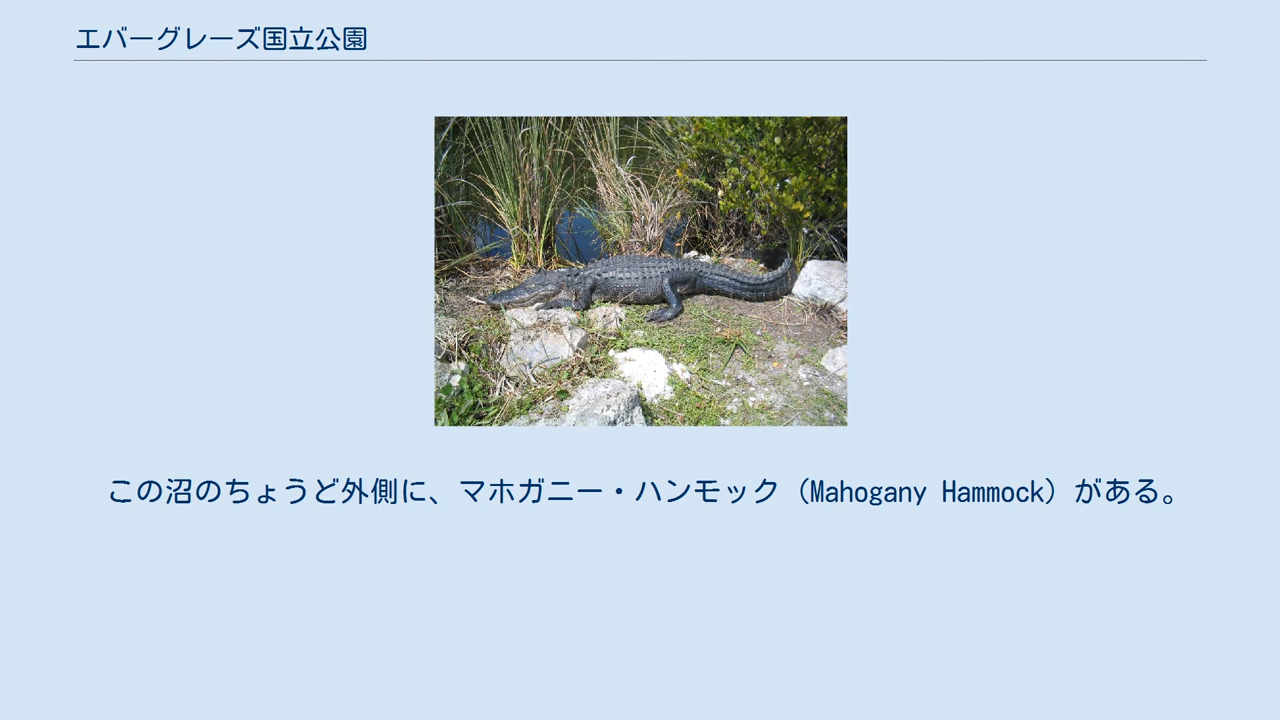 エバーグレーズ国立公園
この沼のちょうど外側に、マホガニー・ハンモック（Mahogany Hammock）がある。